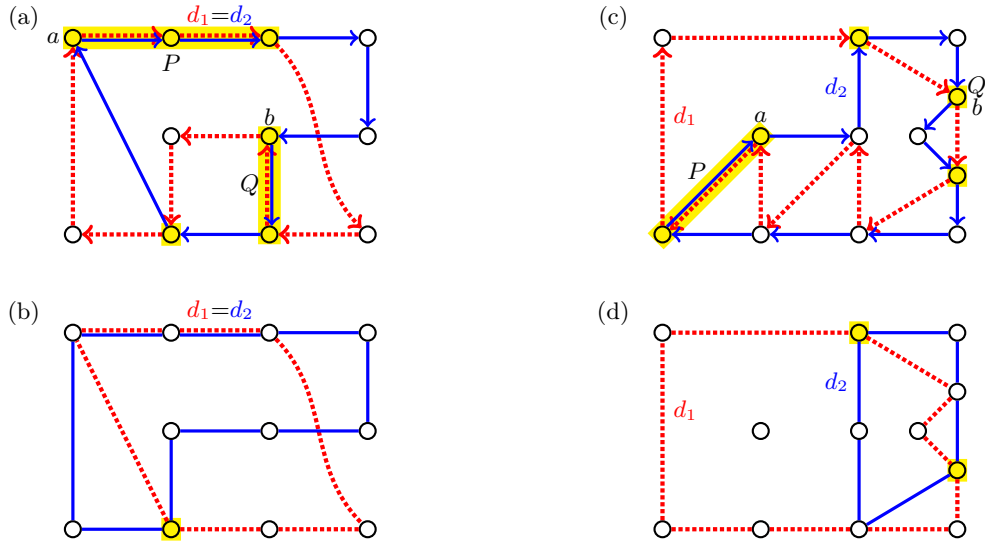 (a)
d₁=d₂
a
P
b
Q
(c)
d₁
d₂
a
P
Q
b
(b)
d₁=d₂
(d)
d₁
d₂